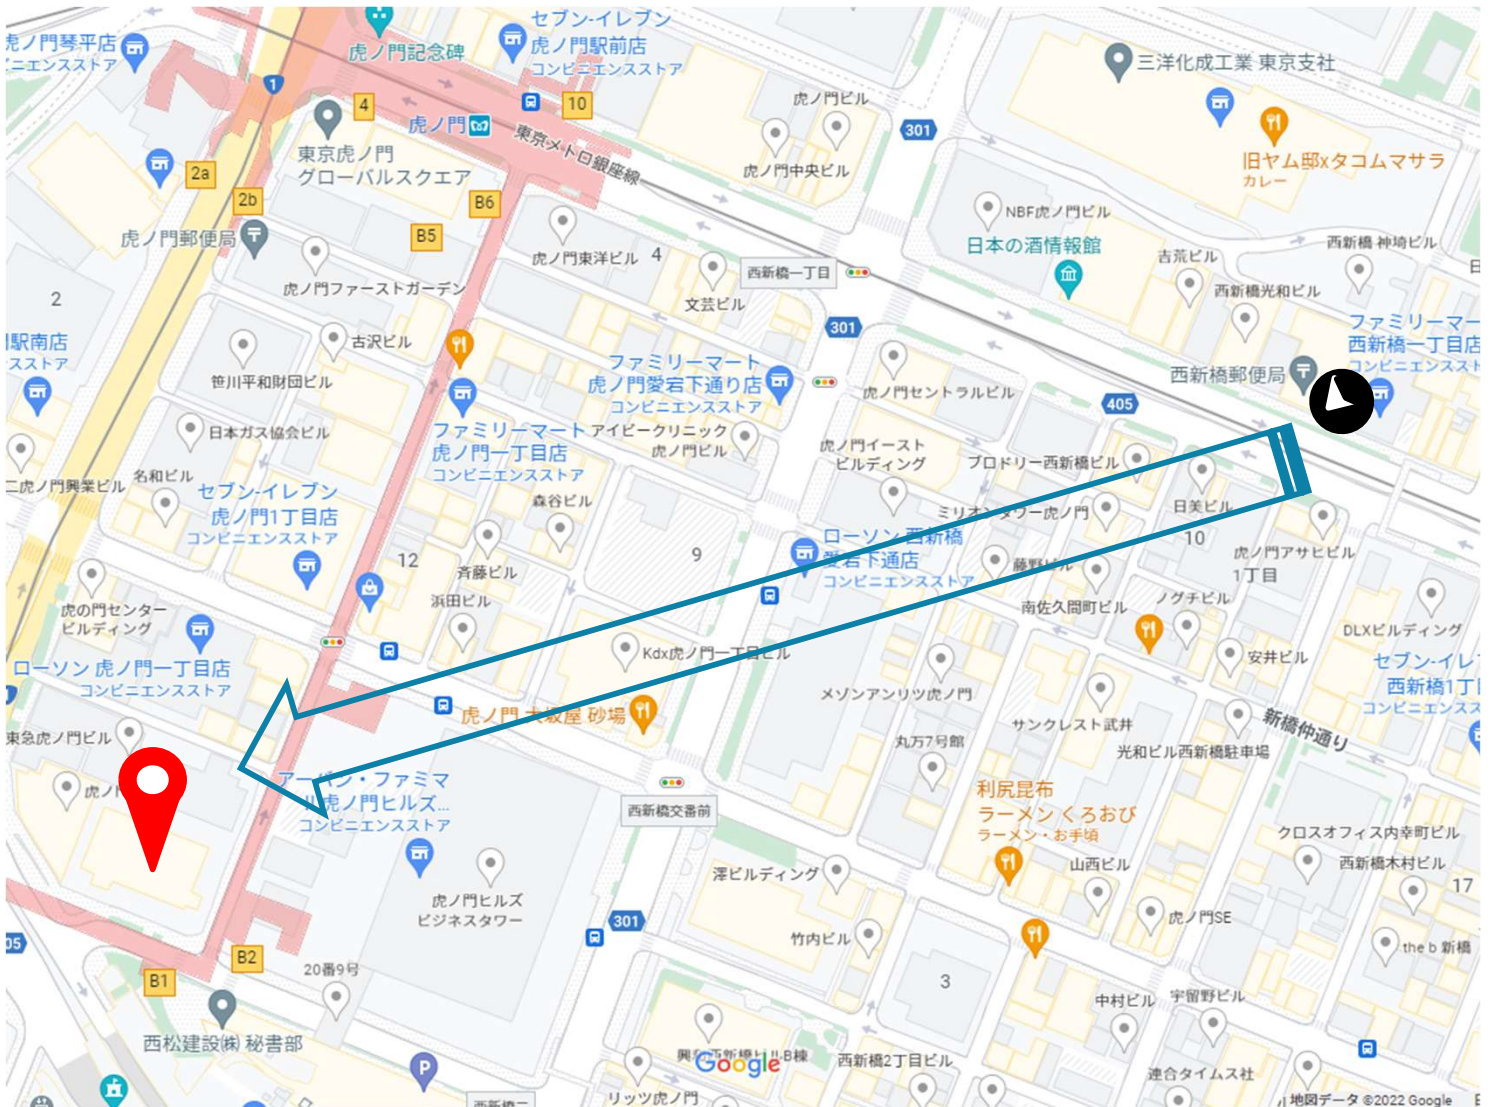 虎ノ門琴平店
セブン-イレブン
虎ノ門駅前店
コンビニエンスストア
虎ノ門記念碑
1
4
10
虎ノ門
東京メトロ銀座線
東京虎ノ門
グローバルスクエア
2a
2b
B6
B5
虎ノ門郵便局
虎ノ門ビル
虎ノ門中央ビル
301
三洋化成工業 東京支社
旧ヤム邸xタコムマサラ
カレー
NBF虎ノ門ビル
日本の酒情報館
吉荒ビル
西新橋 神埼ビル
西新橋光和ビル
虎ノ門東洋ビル
4
西新橋一丁目
文芸ビル
虎ノ門ファーストガーデン
2
古沢ビル
笹川平和財団ビル
駅南店
301
ファミリーマート
虎ノ門愛宕下通り店
コンビニエンスストア
虎ノ門セントラルビル
ファミリーマー
西新橋一丁目店
コンビニエンススト
西新橋郵便局
405
日本ガス協会ビル
ファミリーマート
虎ノ門一丁目店
コンビニエンスストア
アイビークリニック
虎ノ門ビル
虎ノ門イースト
ビルディング
ブロドリー西新橋ビル
二虎ノ門興業ビル
名和ビル
セブン-イレブン
虎ノ門1丁目店
コンビニエンスストア
森谷ビル
ミリオンタワー虎ノ門
日美ビル
10
虎ノ門アサヒビル
1丁目
ローソン 西新橋
愛宕下通店
コンビニエンスストア
9
12
斉藤ビル
浜田ビル
藤野ビル
南佐久間町ビル
ノグチビル
DLXビルディング
虎の門センター
ビルディング
ローソン 虎ノ門一丁目店
コンビニエンスストア
Kdx虎ノ門一丁目ビル
安井ビル
セブン-イレ
西新橋1丁
コンビニエンスス
メゾンアンリツ虎ノ門
サンクレスト武井
虎ノ門 大坂屋 砂場
新橋仲通り
光和ビル西新橋駐車場
丸万7号館
東急虎ノ門ビル
虎ノ
アーバン・ファミマ
!!虎ノ門ヒルズ...
コンビニエンスストア
西新橋交番前
利尻昆布
ラーメン くろおび
ラーメン・お手頃
クロスオフィス内幸町ビル
西新橋木村ビル
17
山西ビル
澤ビルディング
虎ノ門ヒルズ
ビジネスタワー
虎ノ門SE
301
竹内ビル
the b 新橋
05
B2
B1
20番9号
3
中村ビル
宇留野ビル
西松建設㈱ 秘書部
P
Google
西新橋2丁目ビル
連合タイムス社
リッツ虎ノ門
地図データ ©2022 Google